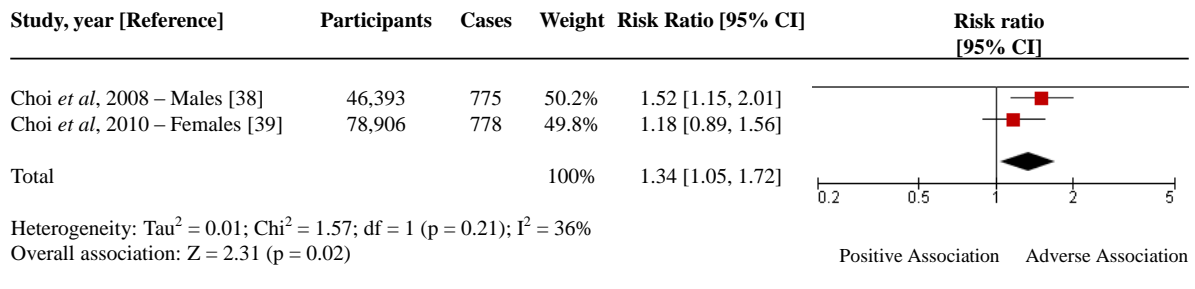 Study, year [Reference] Participants Cases Weight Risk Ratio [95% CI] Risk ratio
[95% CI]
Choi et al, 2008 – Males [38] 46,393 775 50.2% 1.52 [1.15, 2.01]
Choi et al, 2010 – Females [39] 78,906 778 49.8% 1.18 [0.89, 1.56]
Total 100% 1.34 [1.05, 1.72]
0.2 0.5 1 2 5
Heterogeneity: Tau² = 0.01; Chi² = 1.57; df = 1 (p = 0.21); I² = 36%
Overall association: Z = 2.31 (p = 0.02)
Positive Association Adverse Association